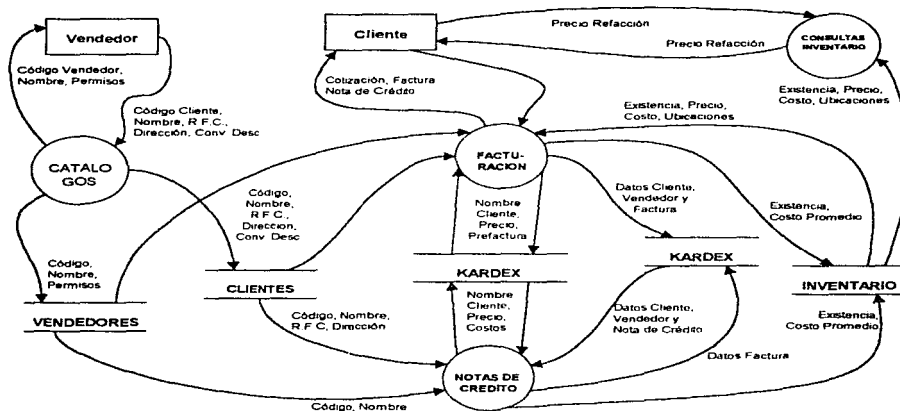 Vendedor
Cliente
CONSULTAS
INVENTARIO
Precio Refacción
Precio Refacción
Código Vendedor,
Nombre, Permisos
Cotización, Factura
Nota de Crédito
Código Cliente,
Nombre, R.F.C.,
Dirección, Conv. Desc
Existencia, Precio,
Costo, Ubicaciones
Existencia, Precio,
Costo, Ubicaciones
CATALO
GOS
FACTU-
RACION
Código,
Nombre,
R.F.C.,
Dirección,
Conv. Desc
Nombre
Cliente,
Precio,
Prefactura
Datos Cliente,
Vendedor y
Factura
Existencia,
Costo Promedio
Código,
Nombre,
Permisos
CLIENTES
KARDEX
KARDEX
INVENTARIO
VENDEDORES
Código, Nombre,
R.F.C, Dirección
Nombre
Cliente,
Precio,
Costos
Datos Cliente,
Vendedor y
Nota de Crédito
Existencia,
Costo Promedio
Datos Factura
NOTAS DE
CREDITO
Código, Nombre